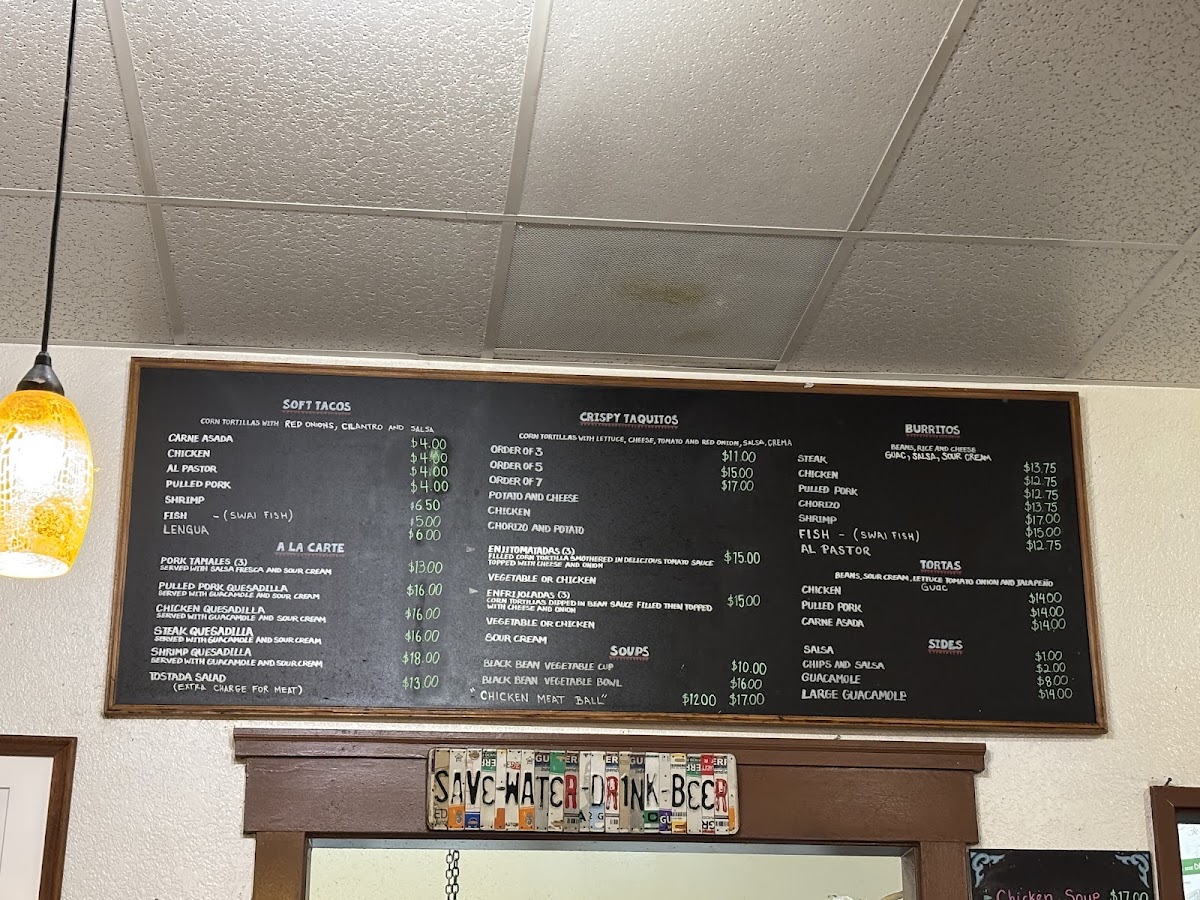 SOFT TACOS
CORN TORTILLAS WITH RED ONIONS, CILANTRO AND SALSA
CARNE ASADA $4.00
CHICKEN $4.00
AL PASTOR $4.00
PULLED PORK $4.00
SHRIMP $6.50
FISH - (SWAI FISH) $5.00
LENGUA $6.00
A LA CARTE
PORK TAMALES (3) $13.00
SERVED WITH SALSA FRESCA AND SOUR CREAM
PULLED PORK QUESADILLA $16.00
SERVED WITH GUACAMOLE AND SOUR CREAM
CHICKEN QUESADILLA $16.00
SERVED WITH GUACAMOLE AND SOUR CREAM
STEAK QUESADILLA $16.00
SERVED WITH GUACAMOLE AND SOUR CREAM
SHRIMP QUESADILLA $18.00
SERVED WITH GUACAMOLE AND SOUR CREAM
TOSTADA SALAD $13.00
(EXTRA CHARGE FOR MEAT)
CRISPY TAQUITOS
CORN TORTILLAS WITH LETTUCE, CHEESE, TOMATO AND RED ONION, SALSA, CREMA
ORDER OF 3 $11.00
ORDER OF 5 $15.00
ORDER OF 7 $17.00
POTATO AND CHEESE
CHICKEN
CHORIZO AND POTATO
ENJITOMATADAS (3) $15.00
FILLED CORN TORTILLA SMOTHERED IN DELICIOUS TOMATO SAUCE
TOPPED WITH CHEESE AND ONION
VEGETABLE OR CHICKEN
ENFRIJOLADAS (3) $15.00
CORN TORTILLAS DIPPED IN BEAN SAUCE FILLED THEN TOPPED
WITH CHEESE AND ONION
VEGETABLE OR CHICKEN
SOUR CREAM
SOUPS
BLACK BEAN VEGETABLE CUP $10.00
BLACK BEAN VEGETABLE BOWL $16.00
"CHICKEN MEAT BALL" $12.00 $17.00
BURRITOS
BEANS, RICE AND CHEESE
GUAC, SALSA, SOUR CREAM
STEAK $13.75
CHICKEN $12.75
PULLED PORK $12.75
CHORIZO $13.75
SHRIMP $17.00
FISH - (SWAI FISH) $15.00
AL PASTOR $12.75
TORTAS
BEANS, SOUR CREAM, LETTUCE TOMATO ONION AND JALAPEÑO
GUAC
CHICKEN $14.00
PULLED PORK $14.00
CARNE ASADA $14.00
SIDES
SALSA $1.00
CHIPS AND SALSA $2.00
GUACAMOLE $8.00
LARGE GUACAMOLE $14.00
SAVE-WATER-DRINK-BEER
Chicken Soup $17.00